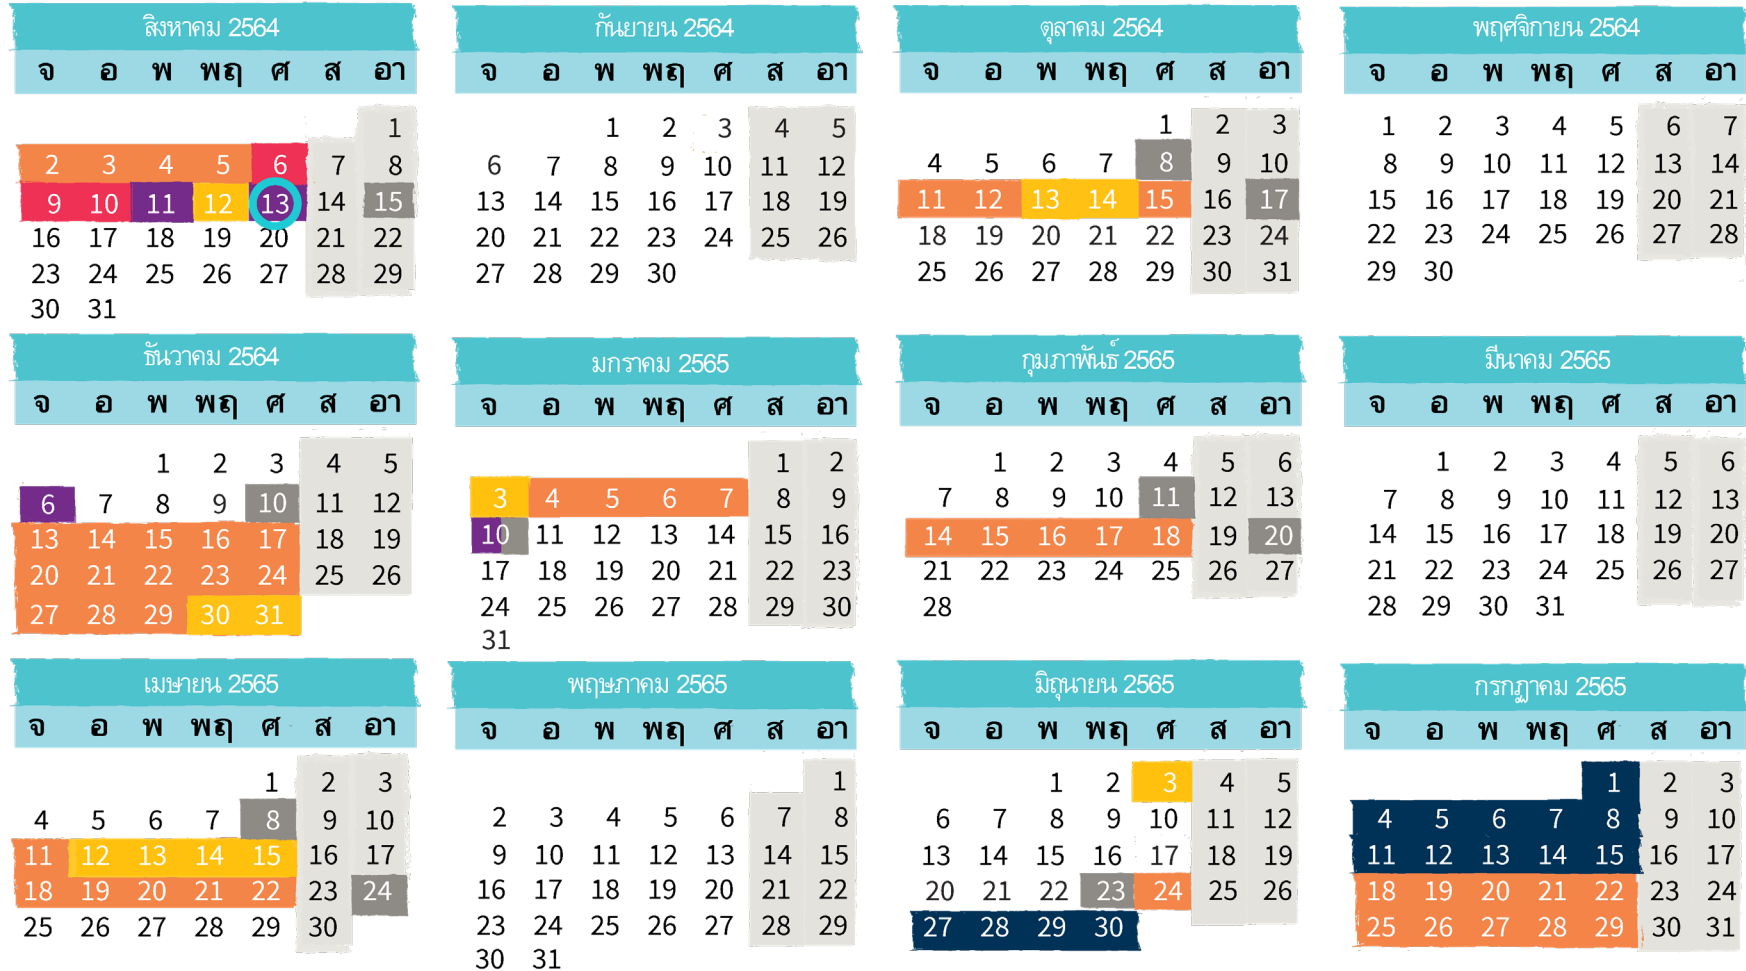 สิงหาคม 2564
จ อ พ พฤ ศ ส อา
1
2 3 4 5 6 7 8
9 10 11 12 13 14 15
16 17 18 19 20 21 22
23 24 25 26 27 28 29
30 31
กันยายน 2564
จ อ พ พฤ ศ ส อา
1 2 3 4 5
6 7 8 9 10 11 12
13 14 15 16 17 18 19
20 21 22 23 24 25 26
27 28 29 30
ตุลาคม 2564
จ อ พ พฤ ศ ส อา
1 2 3
4 5 6 7 8 9 10
11 12 13 14 15 16 17
18 19 20 21 22 23 24
25 26 27 28 29 30 31
พฤศจิกายน 2564
จ อ พ พฤ ศ ส อา
1 2 3 4 5 6 7
8 9 10 11 12 13 14
15 16 17 18 19 20 21
22 23 24 25 26 27 28
29 30
ธันวาคม 2564
จ อ พ พฤ ศ ส อา
1 2 3 4 5
6 7 8 9 10 11 12
13 14 15 16 17 18 19
20 21 22 23 24 25 26
27 28 29 30 31
มกราคม 2565
จ อ พ พฤ ศ ส อา
1 2
3 4 5 6 7 8 9
10 11 12 13 14 15 16
17 18 19 20 21 22 23
24 25 26 27 28 29 30
31
กุมภาพันธ์ 2565
จ อ พ พฤ ศ ส อา
1 2 3 4 5 6
7 8 9 10 11 12 13
14 15 16 17 18 19 20
21 22 23 24 25 26 27
28
มีนาคม 2565
จ อ พ พฤ ศ ส อา
1 2 3 4 5 6
7 8 9 10 11 12 13
14 15 16 17 18 19 20
21 22 23 24 25 26 27
28 29 30 31
เมษายน 2565
จ อ พ พฤ ศ ส อา
1 2 3
4 5 6 7 8 9 10
11 12 13 14 15 16 17
18 19 20 21 22 23 24
25 26 27 28 29 30
พฤษภาคม 2565
จ อ พ พฤ ศ ส อา
1
2 3 4 5 6 7 8
9 10 11 12 13 14 15
16 17 18 19 20 21 22
23 24 25 26 27 28 29
30 31
มิถุนายน 2565
จ อ พ พฤ ศ ส อา
1 2 3 4 5
6 7 8 9 10 11 12
13 14 15 16 17 18 19
20 21 22 23 24 25 26
27 28 29 30
กรกฏาคม 2565
จ อ พ พฤ ศ ส อา
1 2 3
4 5 6 7 8 9 10
11 12 13 14 15 16 17
18 19 20 21 22 23 24
25 26 27 28 29 30 31